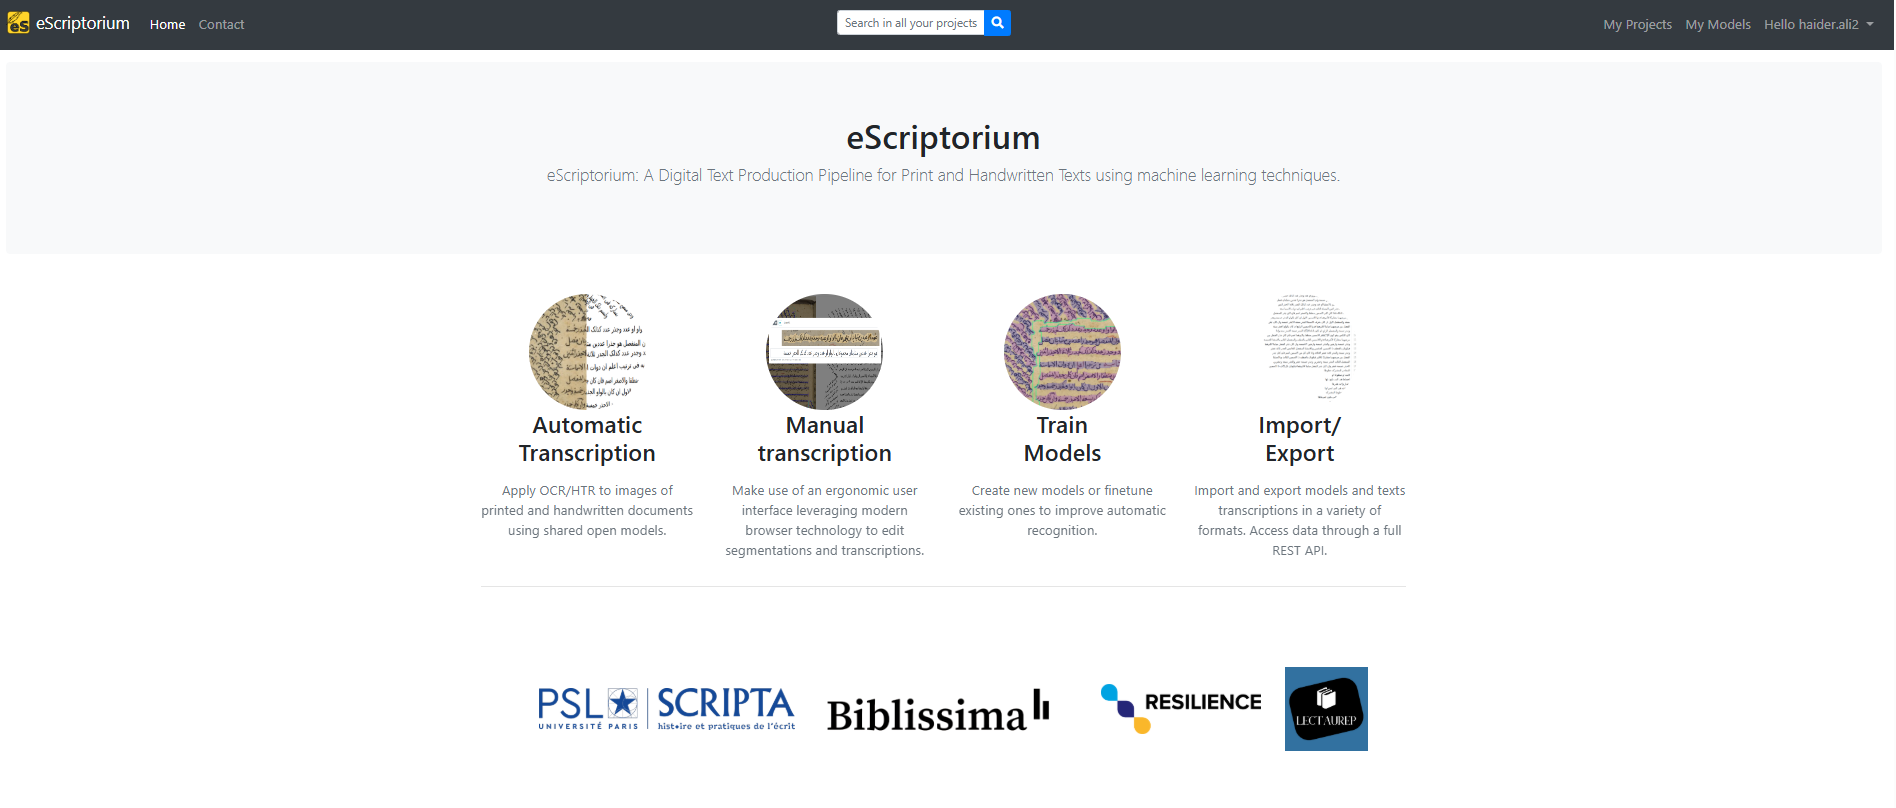 eS eScriptorium Home Contact Search in all your projects My Projects My Models Hello haider.ali2
eScriptorium
eScriptorium: A Digital Text Production Pipeline for Print and Handwritten Texts using machine learning techniques.
Automatic
Transcription
Apply OCR/HTR to images of
printed and handwritten documents
using shared open models.
Manual
transcription
Make use of an ergonomic user
interface leveraging modern
browser technology to edit
segmentations and transcriptions.
Train
Models
Create new models or finetune
existing ones to improve automatic
recognition.
Import/
Export
Import and export models and texts
transcriptions in a variety of
formats. Access data through a full
REST API.
PSL
UNIVERSITÉ PARIS
SCRIPTA
histoire et pratiques de l'écrit
Biblissima
RESILIENCE
LECTAUREP